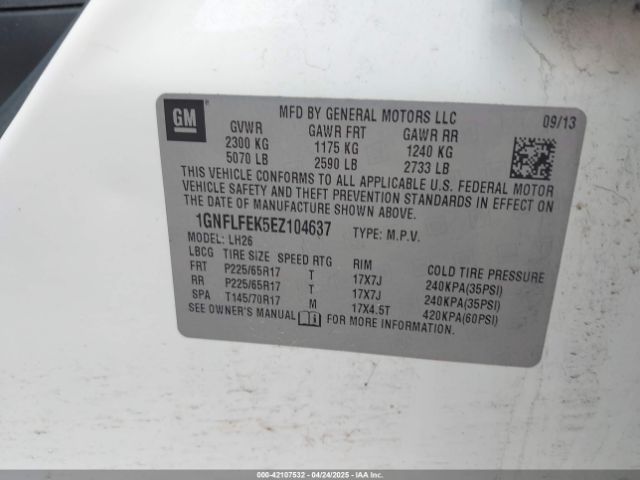 GM
MFD BY GENERAL MOTORS LLC 09/13
GVWR GAWR FRT GAWR RR
2300 KG 1175 KG 1240 KG
5070 LB 2590 LB 2733 LB
THIS VEHICLE CONFORMS TO ALL APPLICABLE U.S. FEDERAL MOTOR
VEHICLE SAFETY AND THEFT PREVENTION STANDARDS IN EFFECT ON
THE DATE OF MANUFACTURE SHOWN ABOVE.
1GNFLFEK5EZ104637 TYPE: M.P.V.
MODEL: LH26
LBCG TIRE SIZE SPEED RTG RIM COLD TIRE PRESSURE
FRT P225/65R17 T 17X7J 240KPA(35PSI)
RR P225/65R17 T 17X7J 240KPA(35PSI)
SPA T145/70R17 M 17X4.5T 420KPA(60PSI)
SEE OWNER'S MANUAL FOR MORE INFORMATION.
000-42107532 - 04/24/2025 - COPYRIGHT IAA, LLC.